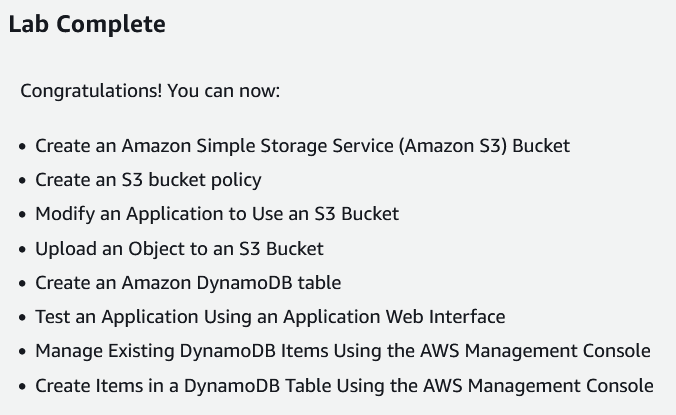 Lab Complete
Congratulations! You can now:
• Create an Amazon Simple Storage Service (Amazon S3) Bucket
• Create an S3 bucket policy
• Modify an Application to Use an S3 Bucket
• Upload an Object to an S3 Bucket
• Create an Amazon DynamoDB table
• Test an Application Using an Application Web Interface
• Manage Existing DynamoDB Items Using the AWS Management Console
• Create Items in a DynamoDB Table Using the AWS Management Console